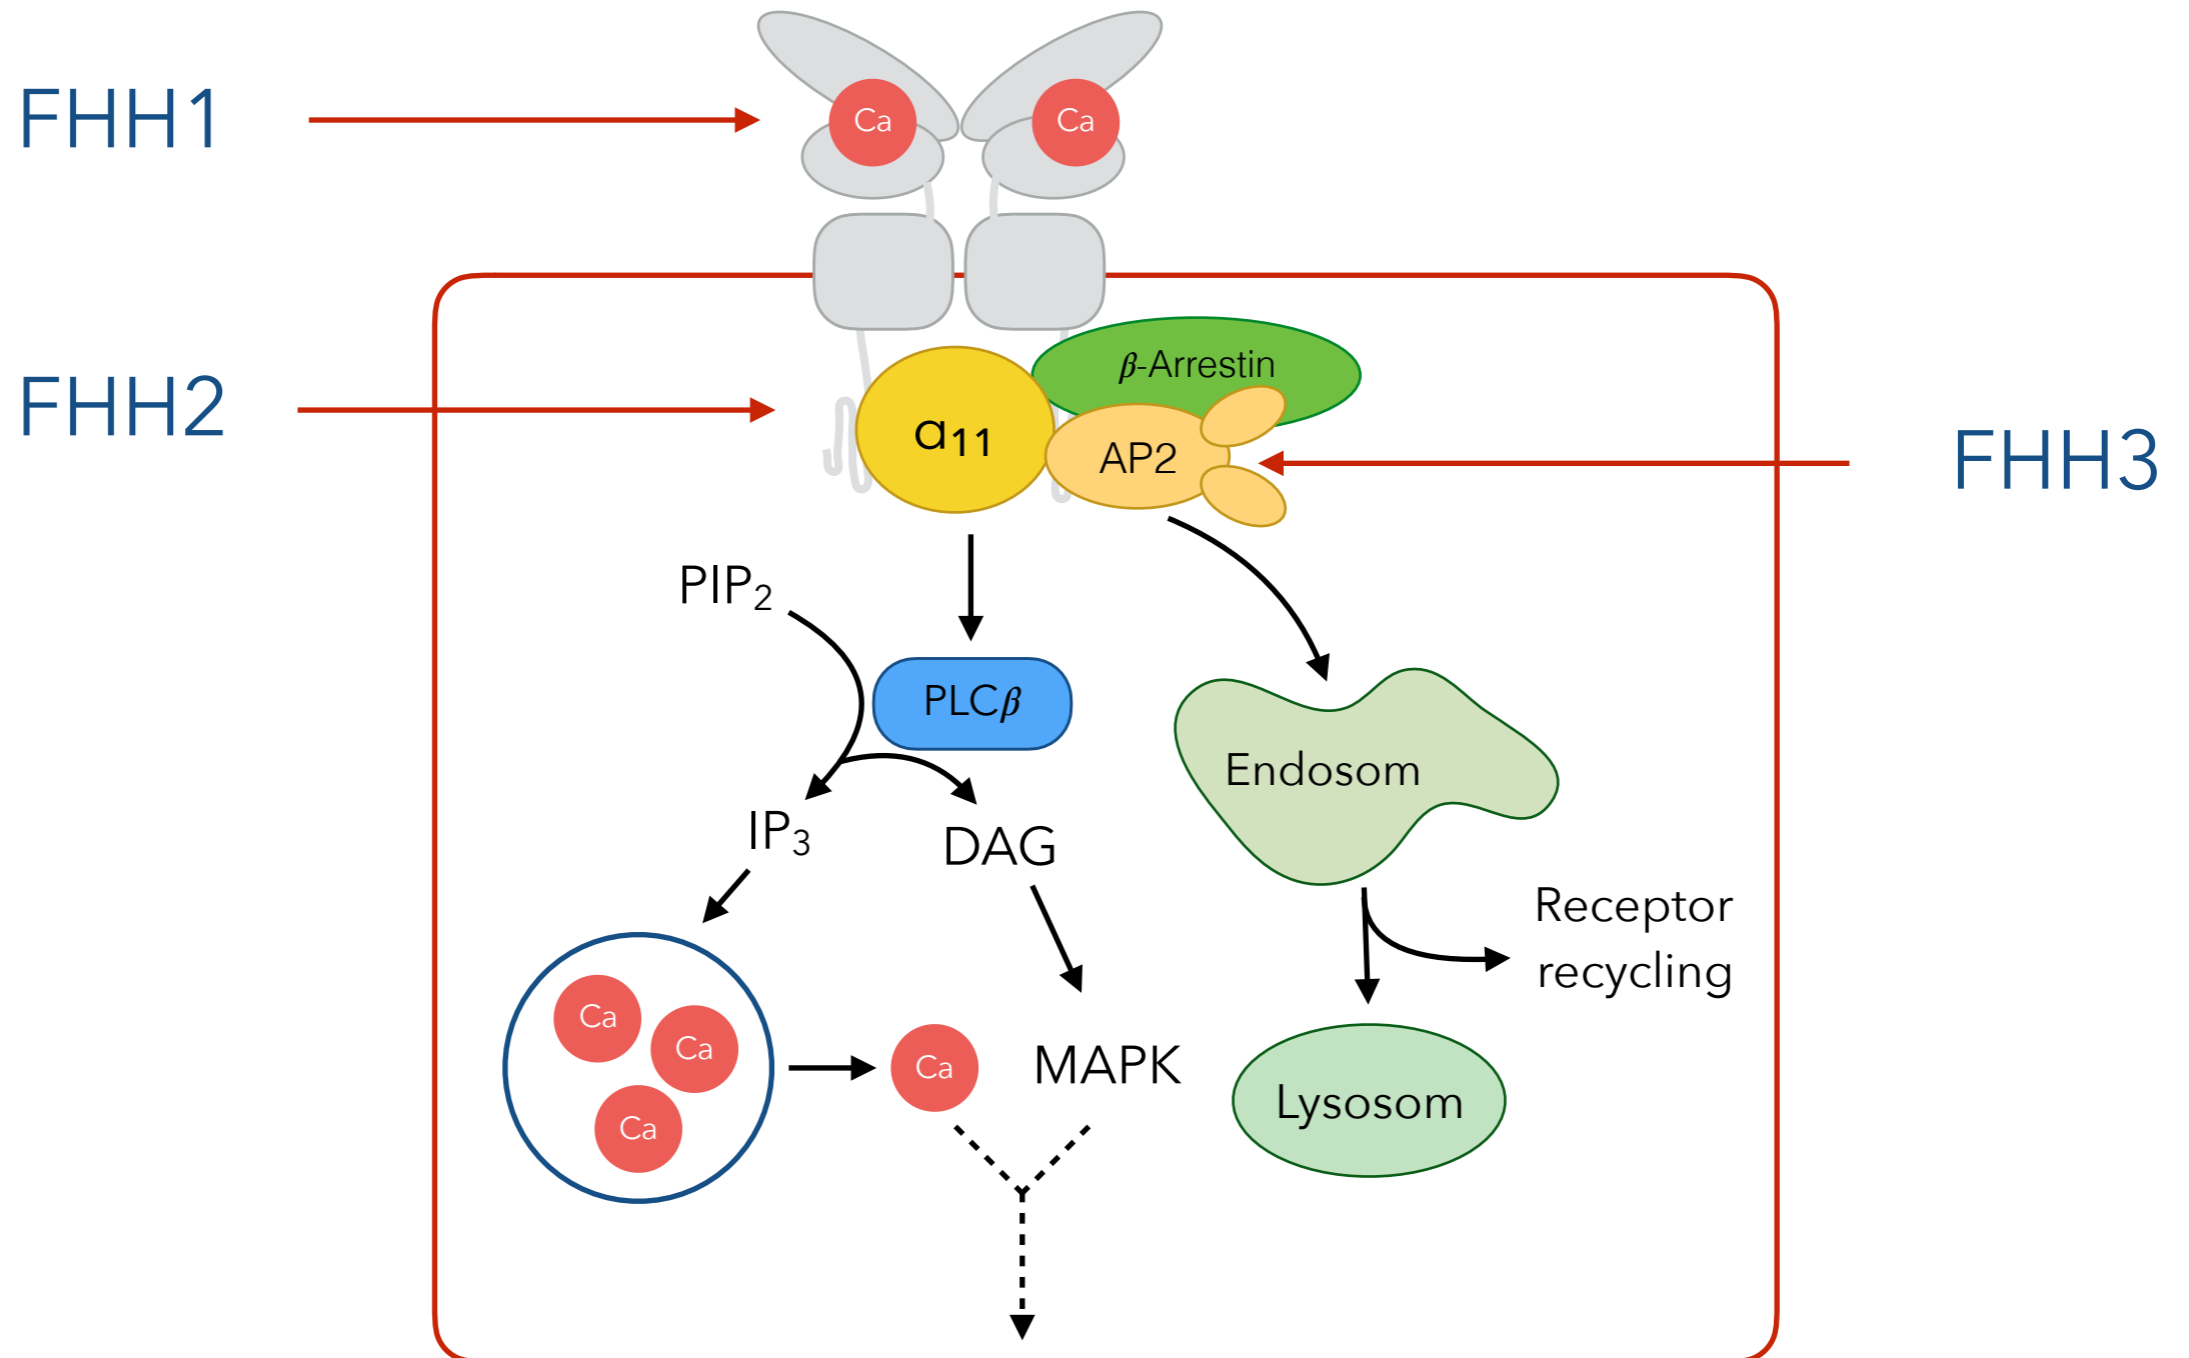 FHH1
Ca
Ca
FHH2
β-Arrestin
α₁₁
AP2
FHH3
PIP₂
PLCβ
Endosom
IP₃
DAG
Receptor
recycling
Ca
Ca
Ca
Ca
MAPK
Lysosom